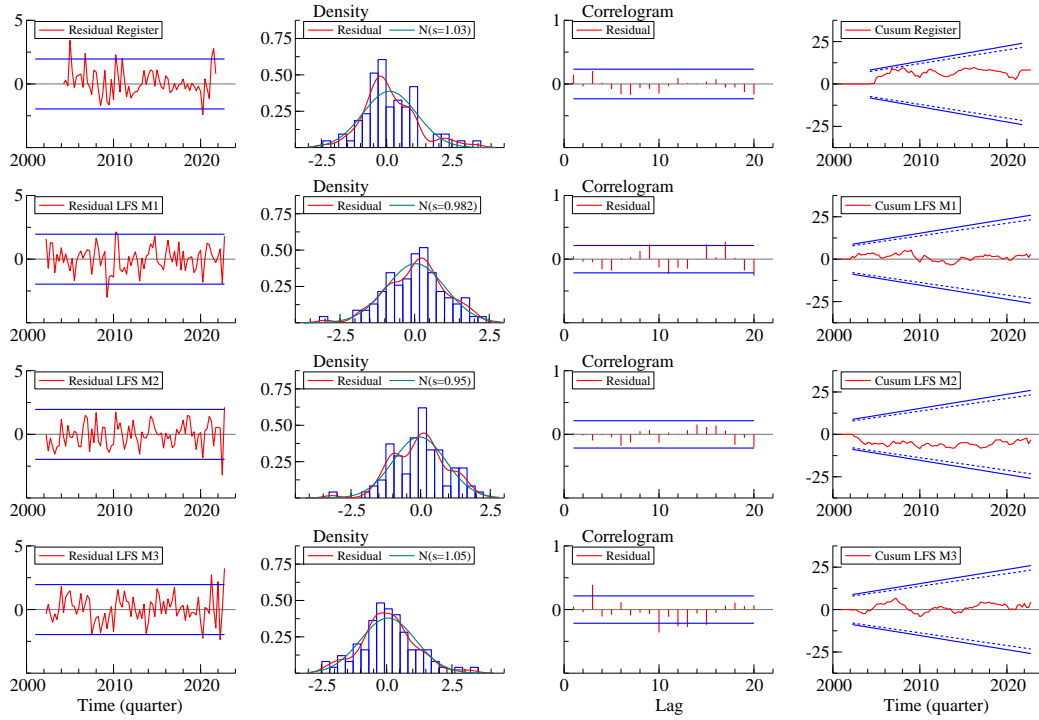 Density
Correlogram
5
Residual Register
0.75
Residual
N(s=1.03)
1
Residual
25
Cusum Register
0.50
0
0
0
0.25
-25
2000
2010
2020
-2.5
0.0
2.5
0
10
20
2000
2010
2020
Density
Correlogram
5
Residual LFS M1
0.75
Residual
N(s=0.982)
1
Residual
25
Cusum LFS M1
0.50
0
0
0
0.25
-25
2000
2010
2020
-2.5
0.0
2.5
0
10
20
2000
2010
2020
Density
Correlogram
5
Residual LFS M2
0.75
Residual
N(s=0.95)
1
Residual
25
Cusum LFS M2
0.50
0
0
0
0.25
-25
2000
2010
2020
-2.5
0.0
2.5
0
10
20
2000
2010
2020
Density
Correlogram
5
Residual LFS M3
0.75
Residual
N(s=1.05)
1
Residual
25
Cusum LFS M3
0.50
0
0
0
0.25
-25
2000
2010
2020
-2.5
0.0
2.5
0
10
20
2000
2010
2020
Time (quarter)
Lag
Time (quarter)